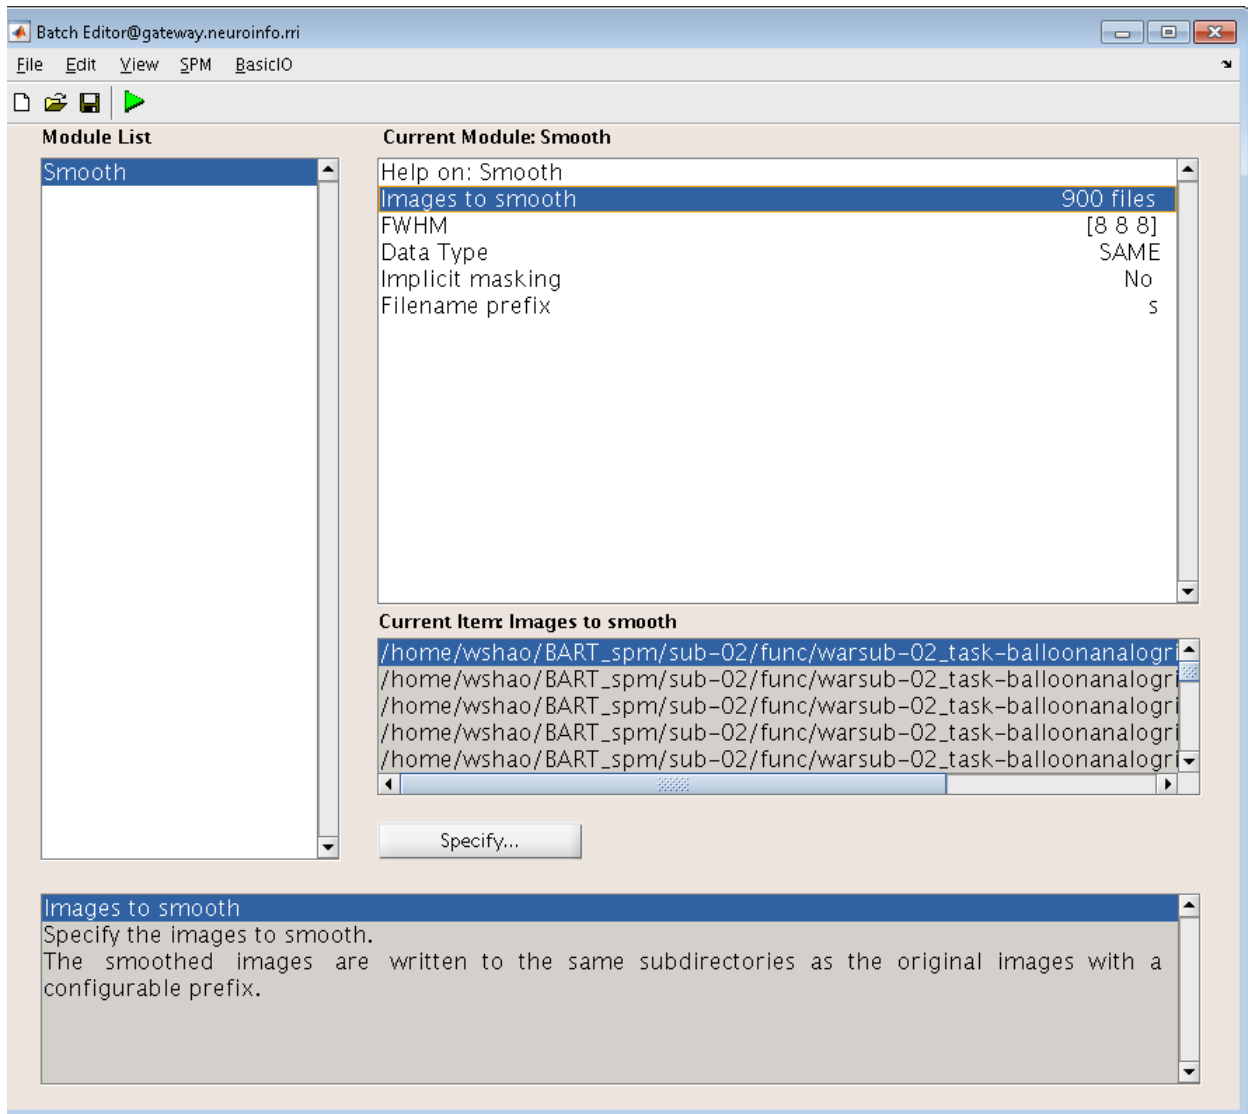 Batch Editor@gateway.neuroinfo.rri
File Edit View SPM BasicIO
Module List
Current Module: Smooth
Smooth
Help on: Smooth
Images to smooth 900 files
FWHM [8 8 8]
Data Type SAME
Implicit masking No
Filename prefix s
Current Item: Images to smooth
/home/wshao/BART_spm/sub-02/func/warsub-02_task-balloonanalogri
/home/wshao/BART_spm/sub-02/func/warsub-02_task-balloonanalogri
/home/wshao/BART_spm/sub-02/func/warsub-02_task-balloonanalogri
/home/wshao/BART_spm/sub-02/func/warsub-02_task-balloonanalogri
/home/wshao/BART_spm/sub-02/func/warsub-02_task-balloonanalogri
Specify...
Images to smooth
Specify the images to smooth.
The smoothed images are written to the same subdirectories as the original images with a
configurable prefix.